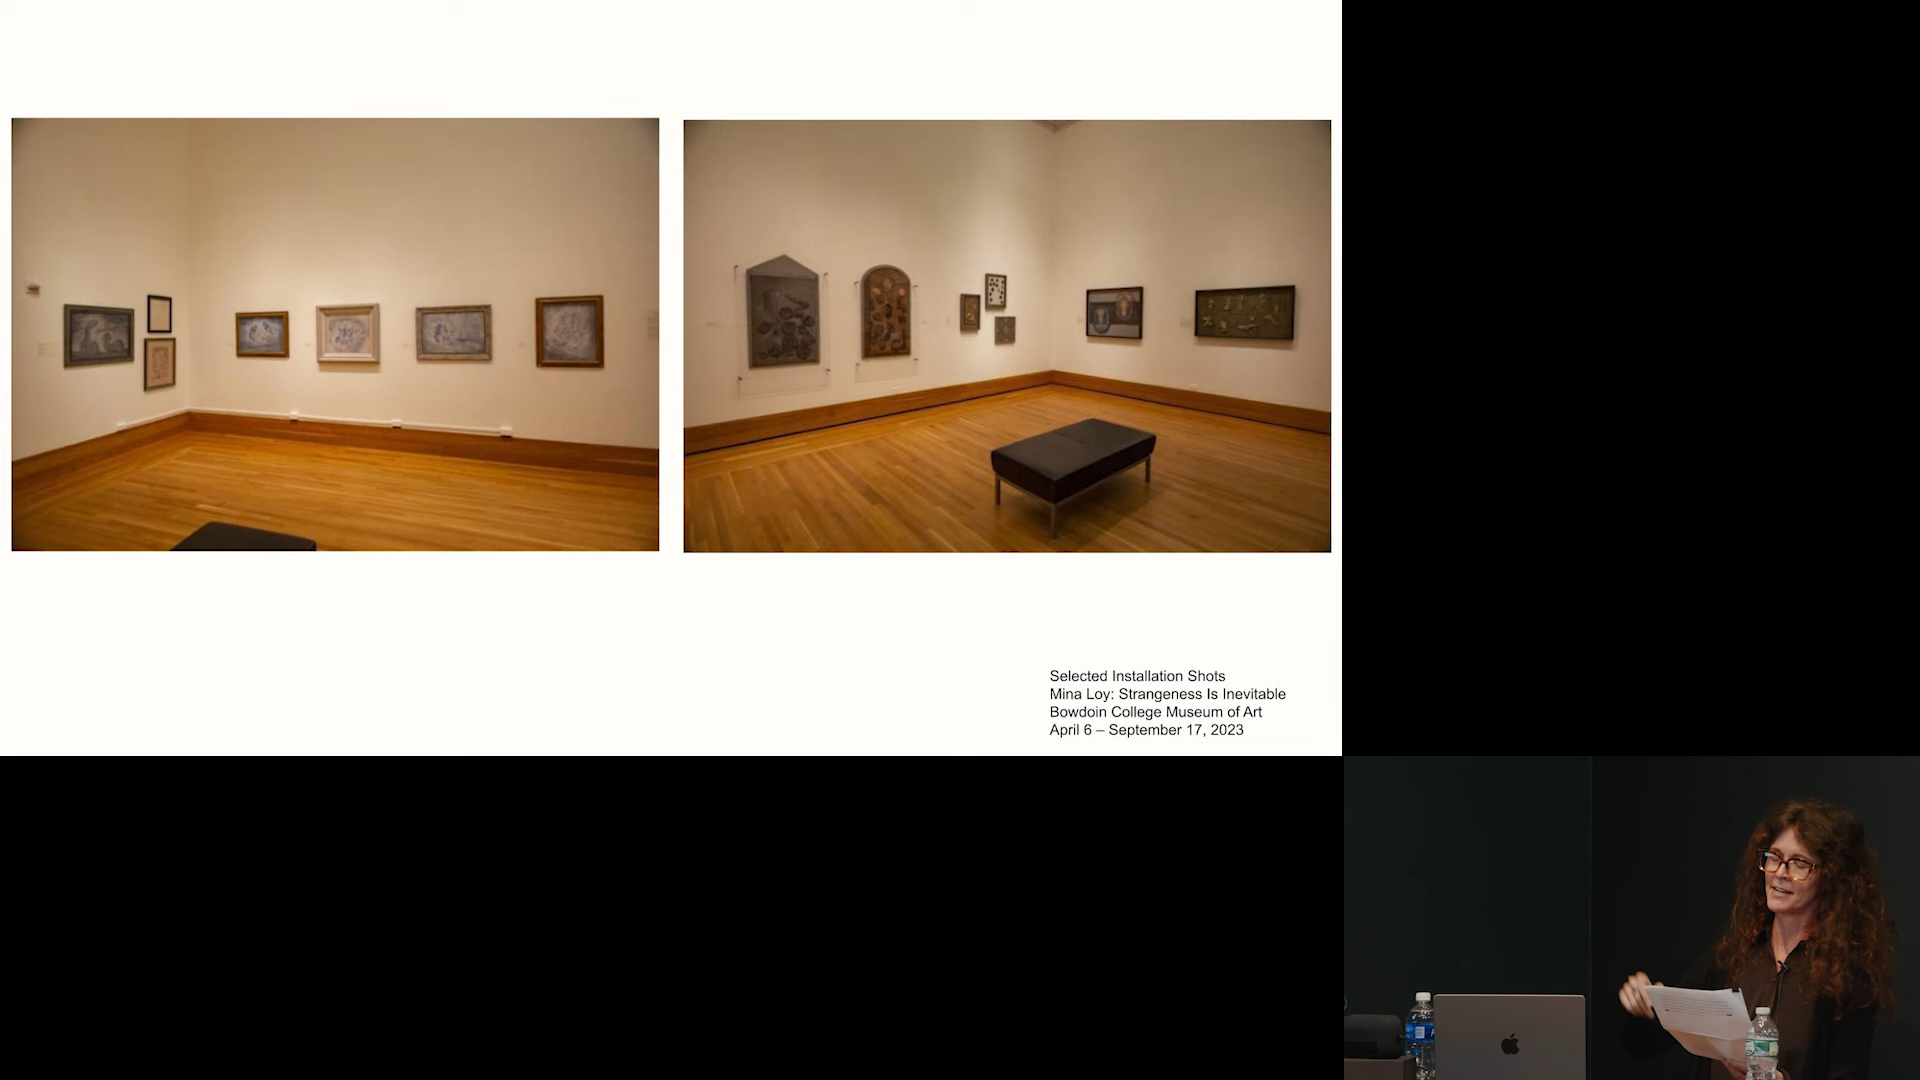 Selected Installation Shots
Mina Loy: Strangeness Is Inevitable
Bowdoin College Museum of Art
April 6 – September 17, 2023